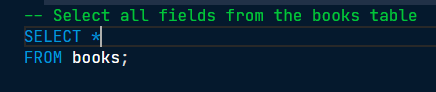 -- Select all fields from the books table
SELECT *
FROM books;